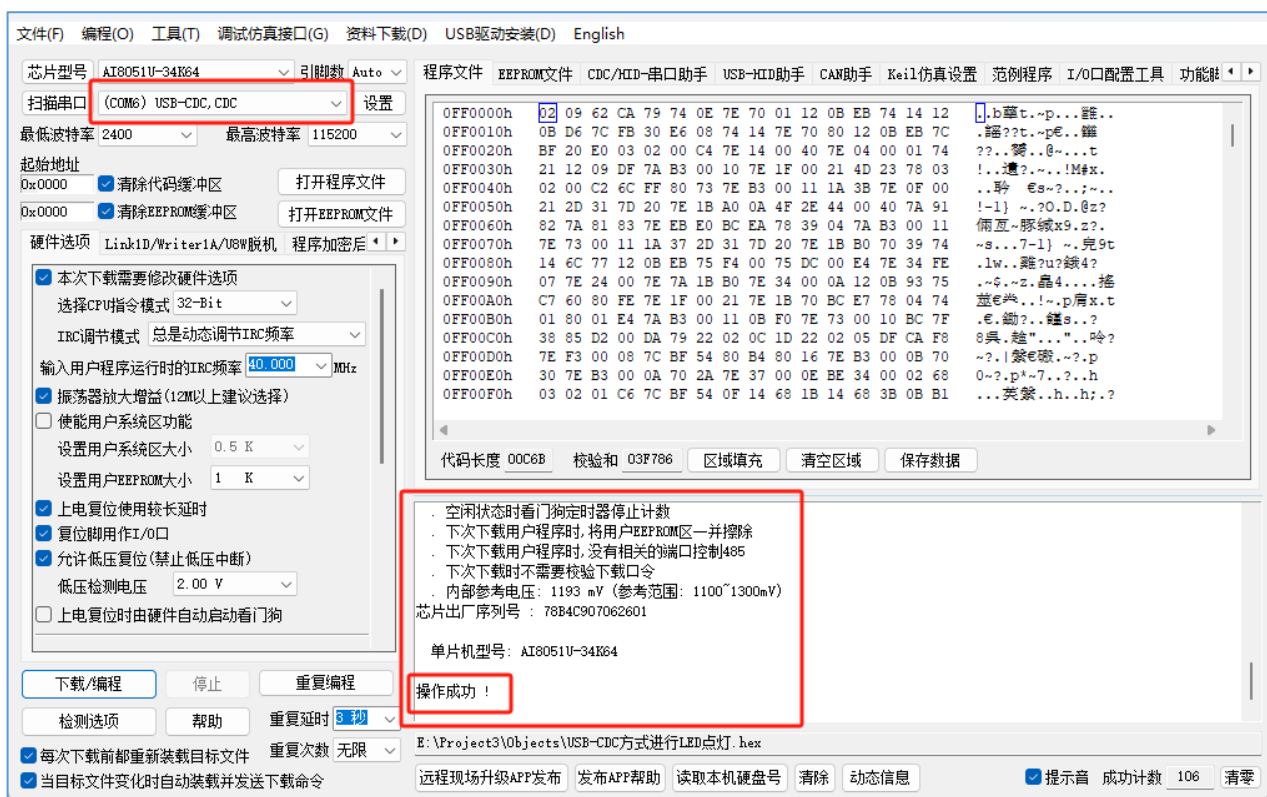 文件(F) 编程(O) 工具(T) 调试仿真接口(G) 资料下载(D) USB驱动安装(D) English
芯片型号 AI8051U-34K64 引脚数 Auto
扫描串口 (COM6) USB-CDC,CDC 设置
最低波特率 2400 最高波特率 115200
起始地址
0x0000 清除代码缓冲区 打开程序文件
0x0000 清除EEPROM缓冲区 打开EEPROM文件
硬件选项 Link1D/Writer1A/U8W脱机 程序加密后
本次下载需要修改硬件选项
选择CPU指令模式 32-Bit
IRC调节模式 总是动态调节IRC频率
输入用户程序运行时的IRC频率 40.000 MHz
振荡器放大增益(12M以上建议选择)
使能用户系统区功能
设置用户系统区大小 0.5 K
设置用户EEPROM大小 1 K
上电复位使用较长延时
复位脚用作I/O口
允许低压复位(禁止低压中断)
低压检测电压 2.00 V
上电复位时由硬件自动启动看门狗
下载/编程 停止 重复编程
检测选项 帮助 重复延时 3 秒
每次下载前都重新装载目标文件 重复次数 无限
当目标文件变化时自动装载并发送下载命令
程序文件 EEPROM文件 CDC/HID-串口助手 USB-HID助手 CAN助手 Keil仿真设置 范例程序 I/O口配置工具
0FF0000h 02 09 62 CA 79 74 0E 7E 70 01 12 0B EB 74 14 12
0FF0010h 0B D6 7C FB 30 E6 08 74 14 7E 70 80 12 0B EB 7C
0FF0020h BF 20 E0 03 02 00 C4 7E 14 00 40 7E 04 00 01 74
0FF0030h 21 12 09 DF 7A B3 00 10 7E 1F 00 21 4D 23 78 03
0FF0040h 02 00 C2 6C FF 80 73 7E B3 00 11 1A 3B 7E 0F 00
0FF0050h 21 2D 31 7D 20 7E 1B A0 0A 4F 2E 44 00 40 7A 91
0FF0060h 82 7A 81 83 7E EB E0 BC EA 78 39 04 7A B3 00 11
0FF0070h 7E 73 00 11 1A 37 2D 31 7D 20 7E 1B B0 70 39 74
0FF0080h 14 6C 77 12 0B EB 75 F4 00 75 DC 00 E4 7E 34 FE
0FF0090h 07 7E 24 00 7E 7A 1B B0 7E 34 00 0A 12 0B 93 75
0FF00A0h C7 60 80 FE 7E 1F 00 21 7E 1B 70 BC E7 78 04 74
0FF00B0h 01 80 01 E4 7A B3 00 11 0B F0 7E 73 00 10 BC 7F
0FF00C0h 38 85 D2 00 DA 79 22 02 0C 1D 22 02 05 DF CA F8
0FF00D0h 7E F3 00 08 7C BF 54 80 B4 80 16 7E B3 00 0B 70
0FF00E0h 30 7E B3 00 0A 70 2A 7E 37 00 0E BE 34 00 02 68
0FF00F0h 03 02 01 C6 7C BF 54 0F 14 68 1B 14 68 3B 0B B1
代码长度 00C6B 校验和 03F786 区域填充 清空区域 保存数据
. 空闲状态时看门狗定时器停止计数
. 下次下载用户程序时,将用户EEPROM区一并擦除
. 下次下载用户程序时,没有相关的端口控制485
. 下次下载时不需要校验下载口令
. 内部参考电压: 1193 mV (参考范围: 1100~1300mV)
芯片出厂序列号 : 78B4C907062601
单片机型号: AI8051U-34K64
操作成功 !
E:\Project3\Objects\USB-CDC方式进行LED点灯.hex
远程现场升级APP发布 发布APP帮助 读取本机硬盘号 清除 动态信息 提示音 成功计数 106 清零